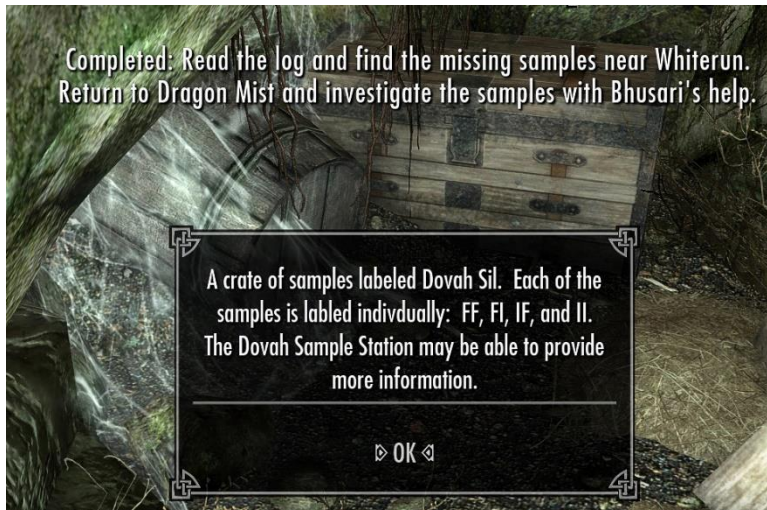 Completed: Read the log and find the missing samples near Whiterun.
Return to Dragon Mist and investigate the samples with Bhusari's help.
A crate of samples labeled Dovah Sil. Each of the
samples is labled indivdually: FF, FI, IF, and II.
The Dovah Sample Station may be able to provide
more information.
OK